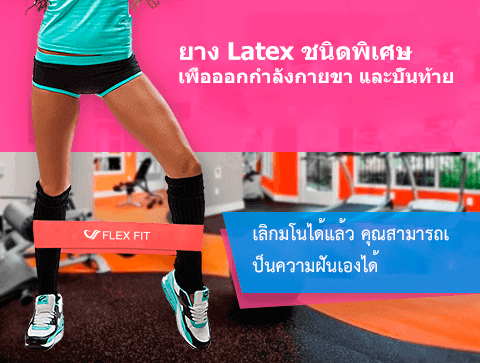 ยาง Latex ชนิดพิเศษ
เพื่อออกกำลังกายขา และบั้นท้าย
FLEX FIT
เลิกมโนได้แล้ว คุณสามารถเ
ป็นความฝันเองได้